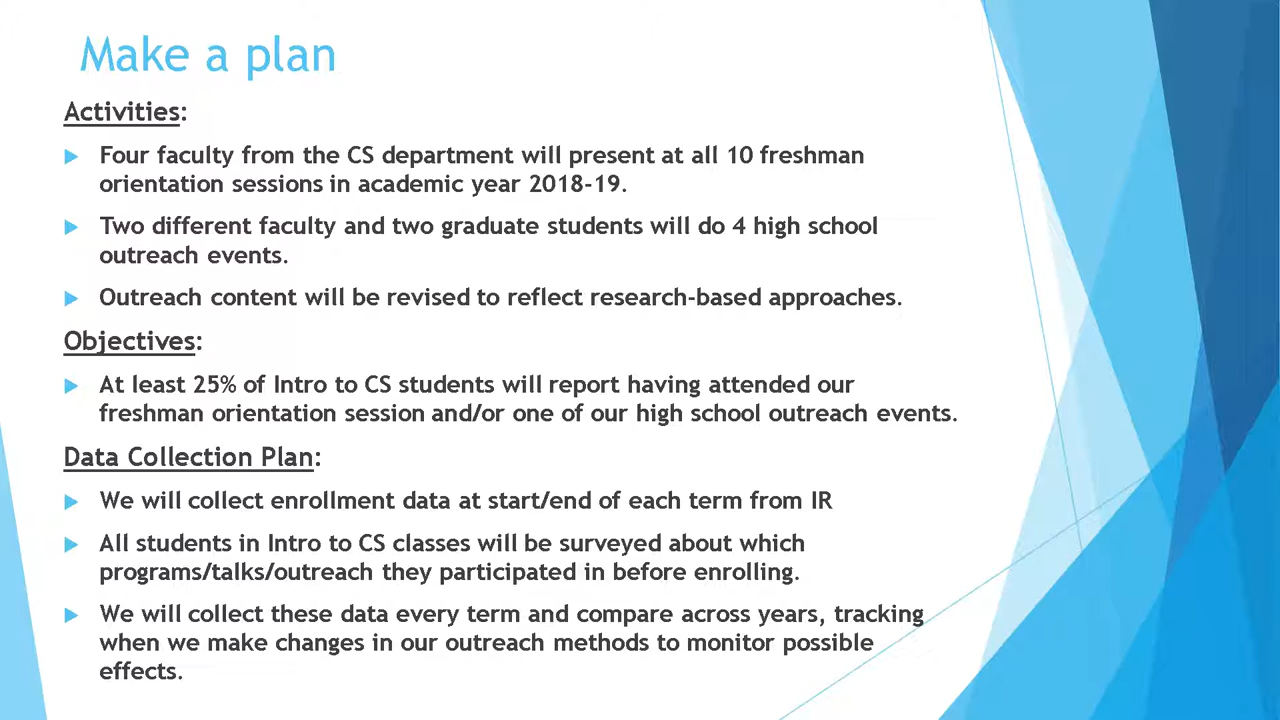 Make a plan
Activities:
Four faculty from the CS department will present at all 10 freshman
orientation sessions in academic year 2018-19.
Two different faculty and two graduate students will do 4 high school
outreach events.
Outreach content will be revised to reflect research-based approaches.
Objectives:
At least 25% of Intro to CS students will report having attended our
freshman orientation session and/or one of our high school outreach events.
Data Collection Plan:
We will collect enrollment data at start/end of each term from IR
All students in Intro to CS classes will be surveyed about which
programs/talks/outreach they participated in before enrolling.
We will collect these data every term and compare across years, tracking
when we make changes in our outreach methods to monitor possible
effects.